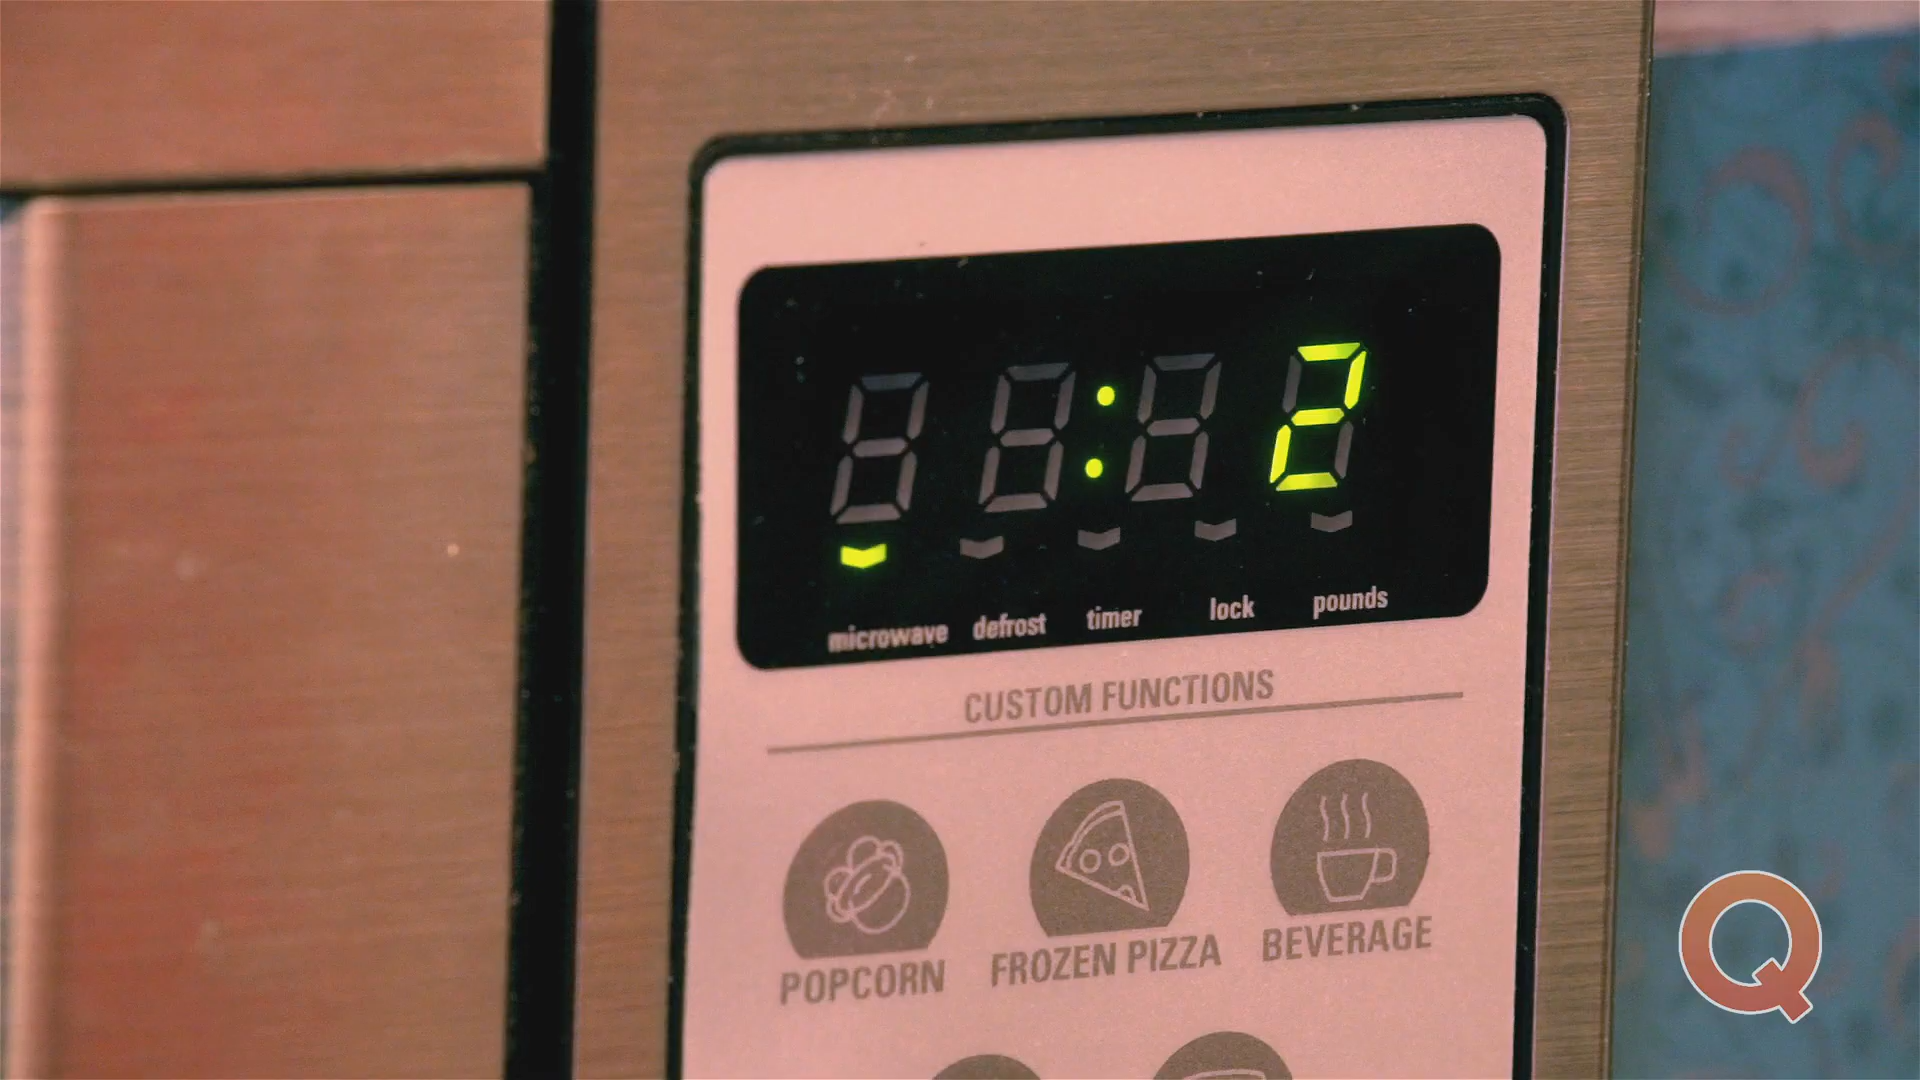 :2
microwave defrost timer lock pounds
CUSTOM FUNCTIONS
POPCORN FROZEN PIZZA BEVERAGE
Q